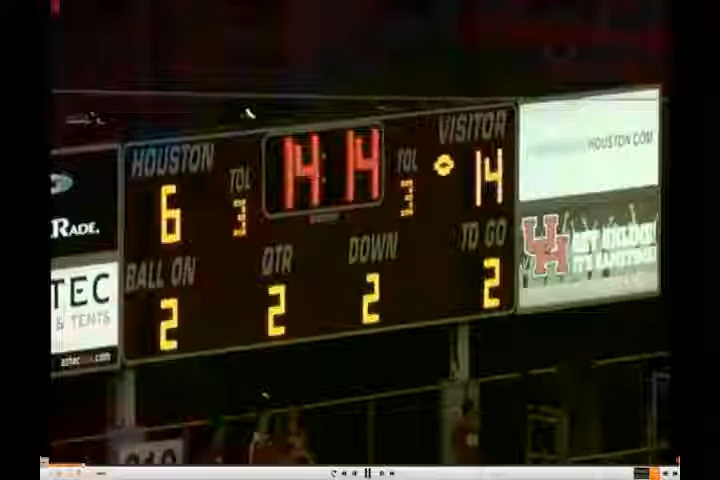 HOUSTON
14:14
VISITOR
6
TOL
3
TOL
3
14
BALL ON
2
QTR
2
DOWN
2
TO GO
2
HOUSTON.COM
UH
RADE.
TEC
& TENTS